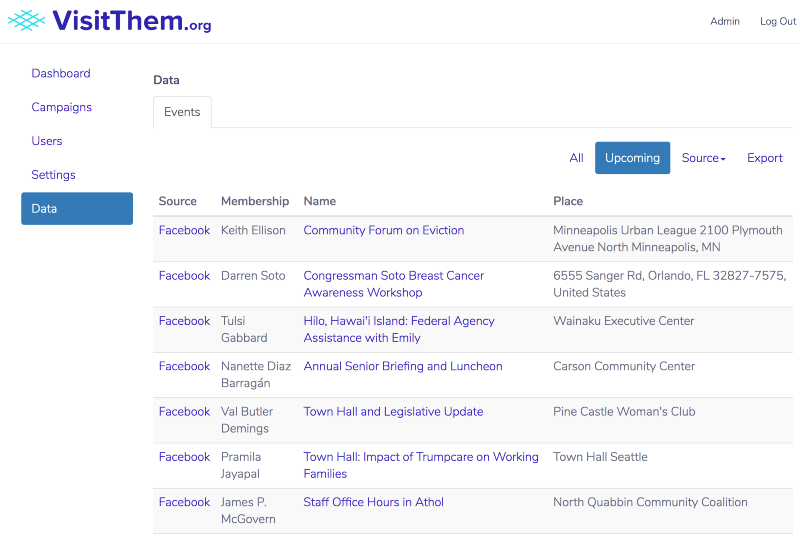 VisitThem.org
Admin Log Out
Dashboard
Campaigns
Users
Settings
Data
Data
Events
All Upcoming Source Export
Source Membership Name Place
Facebook Keith Ellison Community Forum on Eviction Minneapolis Urban League 2100 Plymouth
Avenue North Minneapolis, MN
Facebook Darren Soto Congressman Soto Breast Cancer 6555 Sanger Rd, Orlando, FL 32827-7575,
Awareness Workshop United States
Facebook Tulsi Hilo, Hawai'i Island: Federal Agency Wainaku Executive Center
Gabbard Assistance with Emily
Facebook Nanette Diaz Annual Senior Briefing and Luncheon Carson Community Center
Barragán
Facebook Val Butler Town Hall and Legislative Update Pine Castle Woman's Club
Demings
Facebook Pramila Town Hall: Impact of Trumpcare on Working Town Hall Seattle
Jayapal Families
Facebook James P. Staff Office Hours in Athol North Quabbin Community Coalition
McGovern